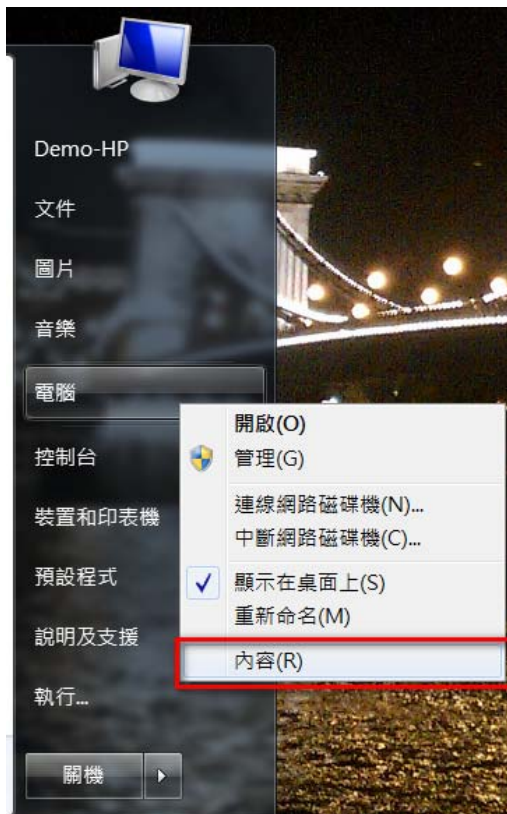 Demo-HP
文件
圖片
音樂
電腦
控制台
裝置和印表機
預設程式
說明及支援
執行...
關機
開啟(O)
管理(G)
連線網路磁碟機(N)...
中斷網路磁碟機(C)...
顯示在桌面上(S)
重新命名(M)
內容(R)